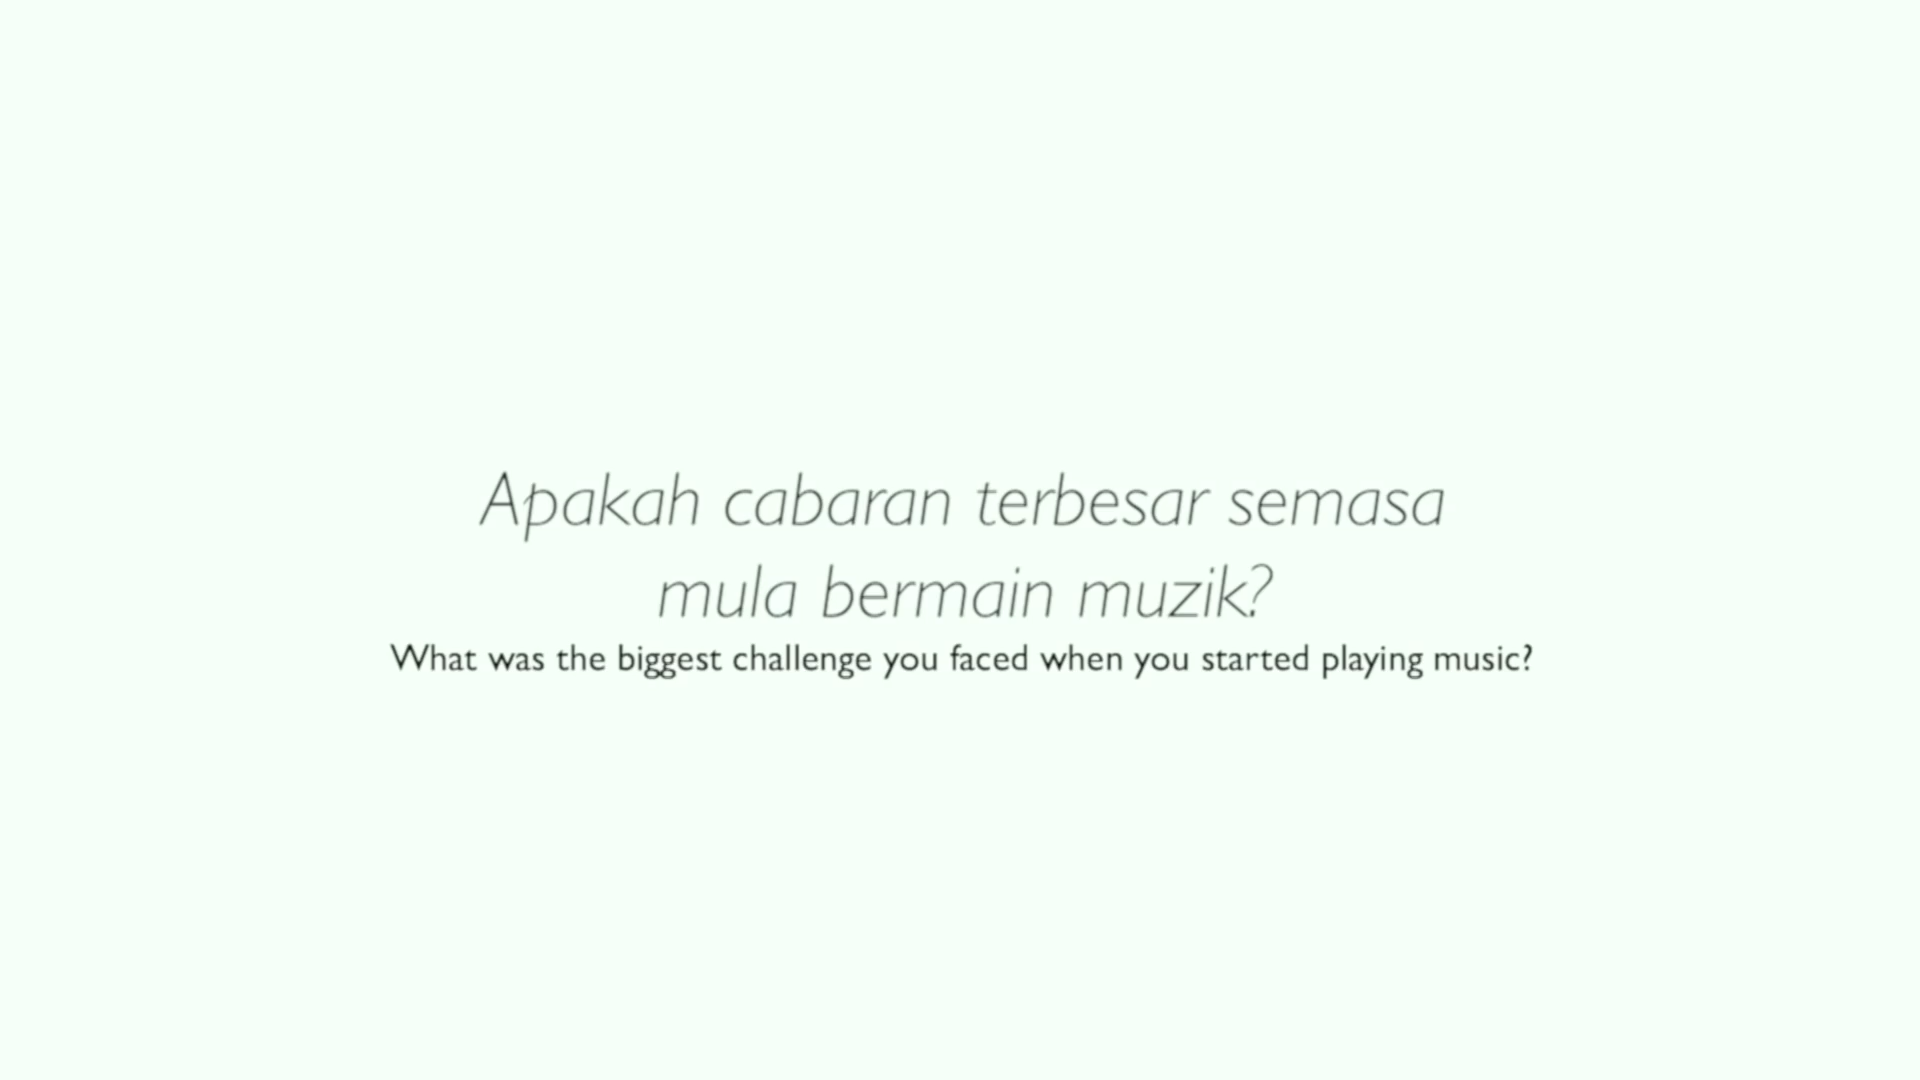 Apakah cabaran terbesar semasa
mula bermain muzik?
What was the biggest challenge you faced when you started playing music?